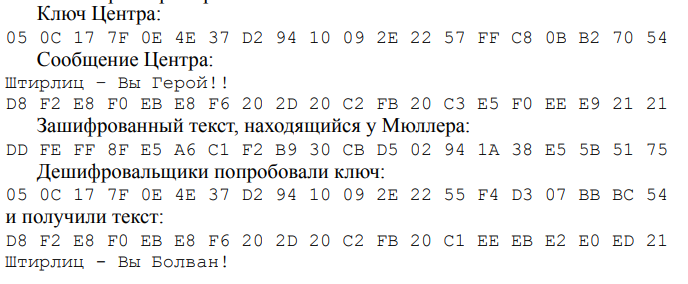 Ключ Центра:
05 0C 17 7F 0E 4E 37 D2 94 10 09 2E 22 57 FF C8 0B B2 70 54
Сообщение Центра:
Штирлиц – Вы Герой!!
D8 F2 E8 F0 EB E8 F6 20 2D 20 C2 FB 20 C3 E5 F0 EE E9 21 21
Зашифрованный текст, находящийся у Мюллера:
DD FE FF 8F E5 A6 C1 F2 B9 30 CB D5 02 94 1A 38 E5 5B 51 75
Дешифровальщики попробовали ключ:
05 0C 17 7F 0E 4E 37 D2 94 10 09 2E 22 55 F4 D3 07 BB BC 54
и получили текст:
D8 F2 E8 F0 EB E8 F6 20 2D 20 C2 FB 20 C1 EE EB E2 E0 ED 21
Штирлиц - Вы Болван!